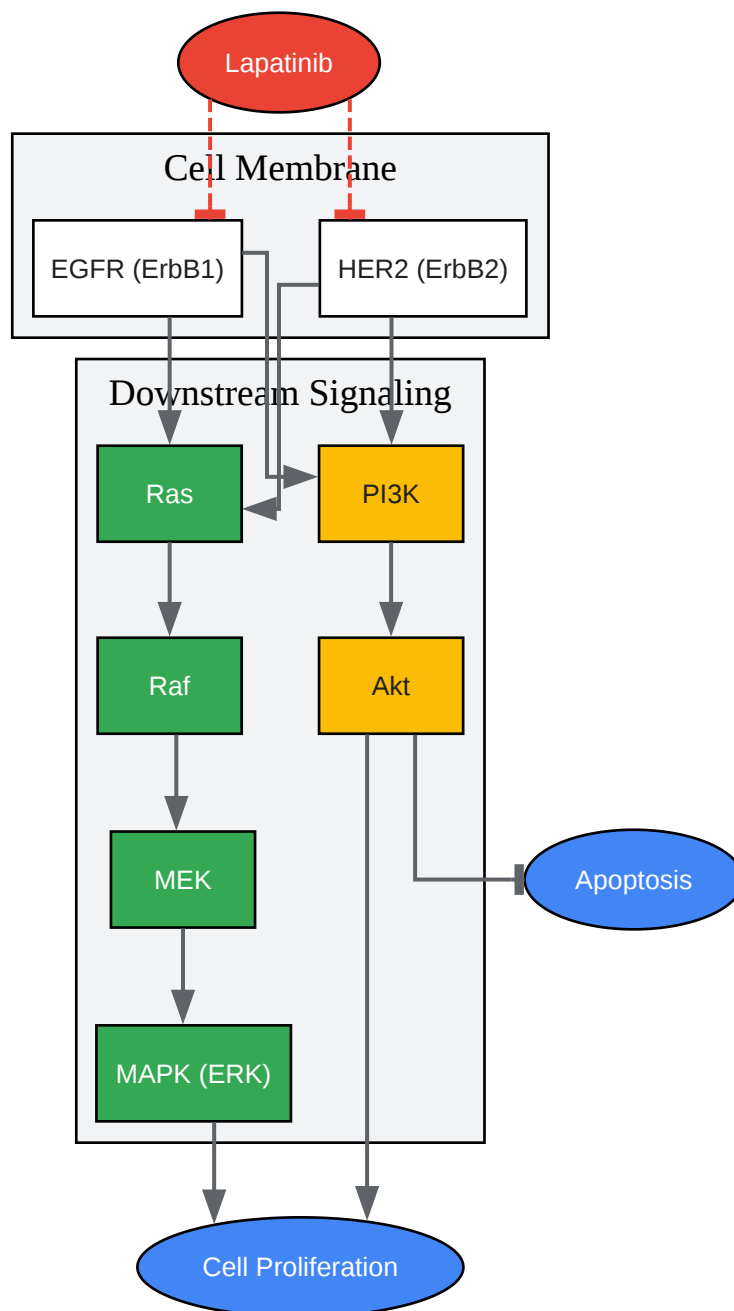 Lapatinib
Cell Membrane
EGFR (ErbB1)
HER2 (ErbB2)
Downstream Signaling
Ras
PI3K
Raf
Akt
MEK
Apoptosis
MAPK (ERK)
Cell Proliferation